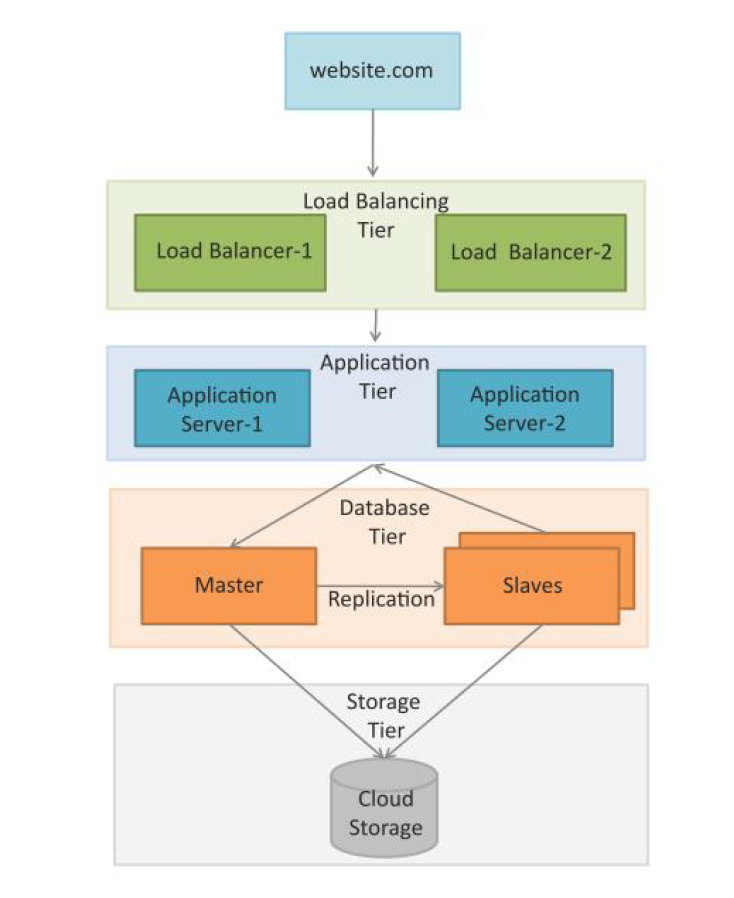 website.com
Load Balancing
Tier
Load Balancer-1
Load Balancer-2
Application
Tier
Application
Server-1
Application
Server-2
Database
Tier
Master
Replication
Slaves
Storage
Tier
Cloud
Storage